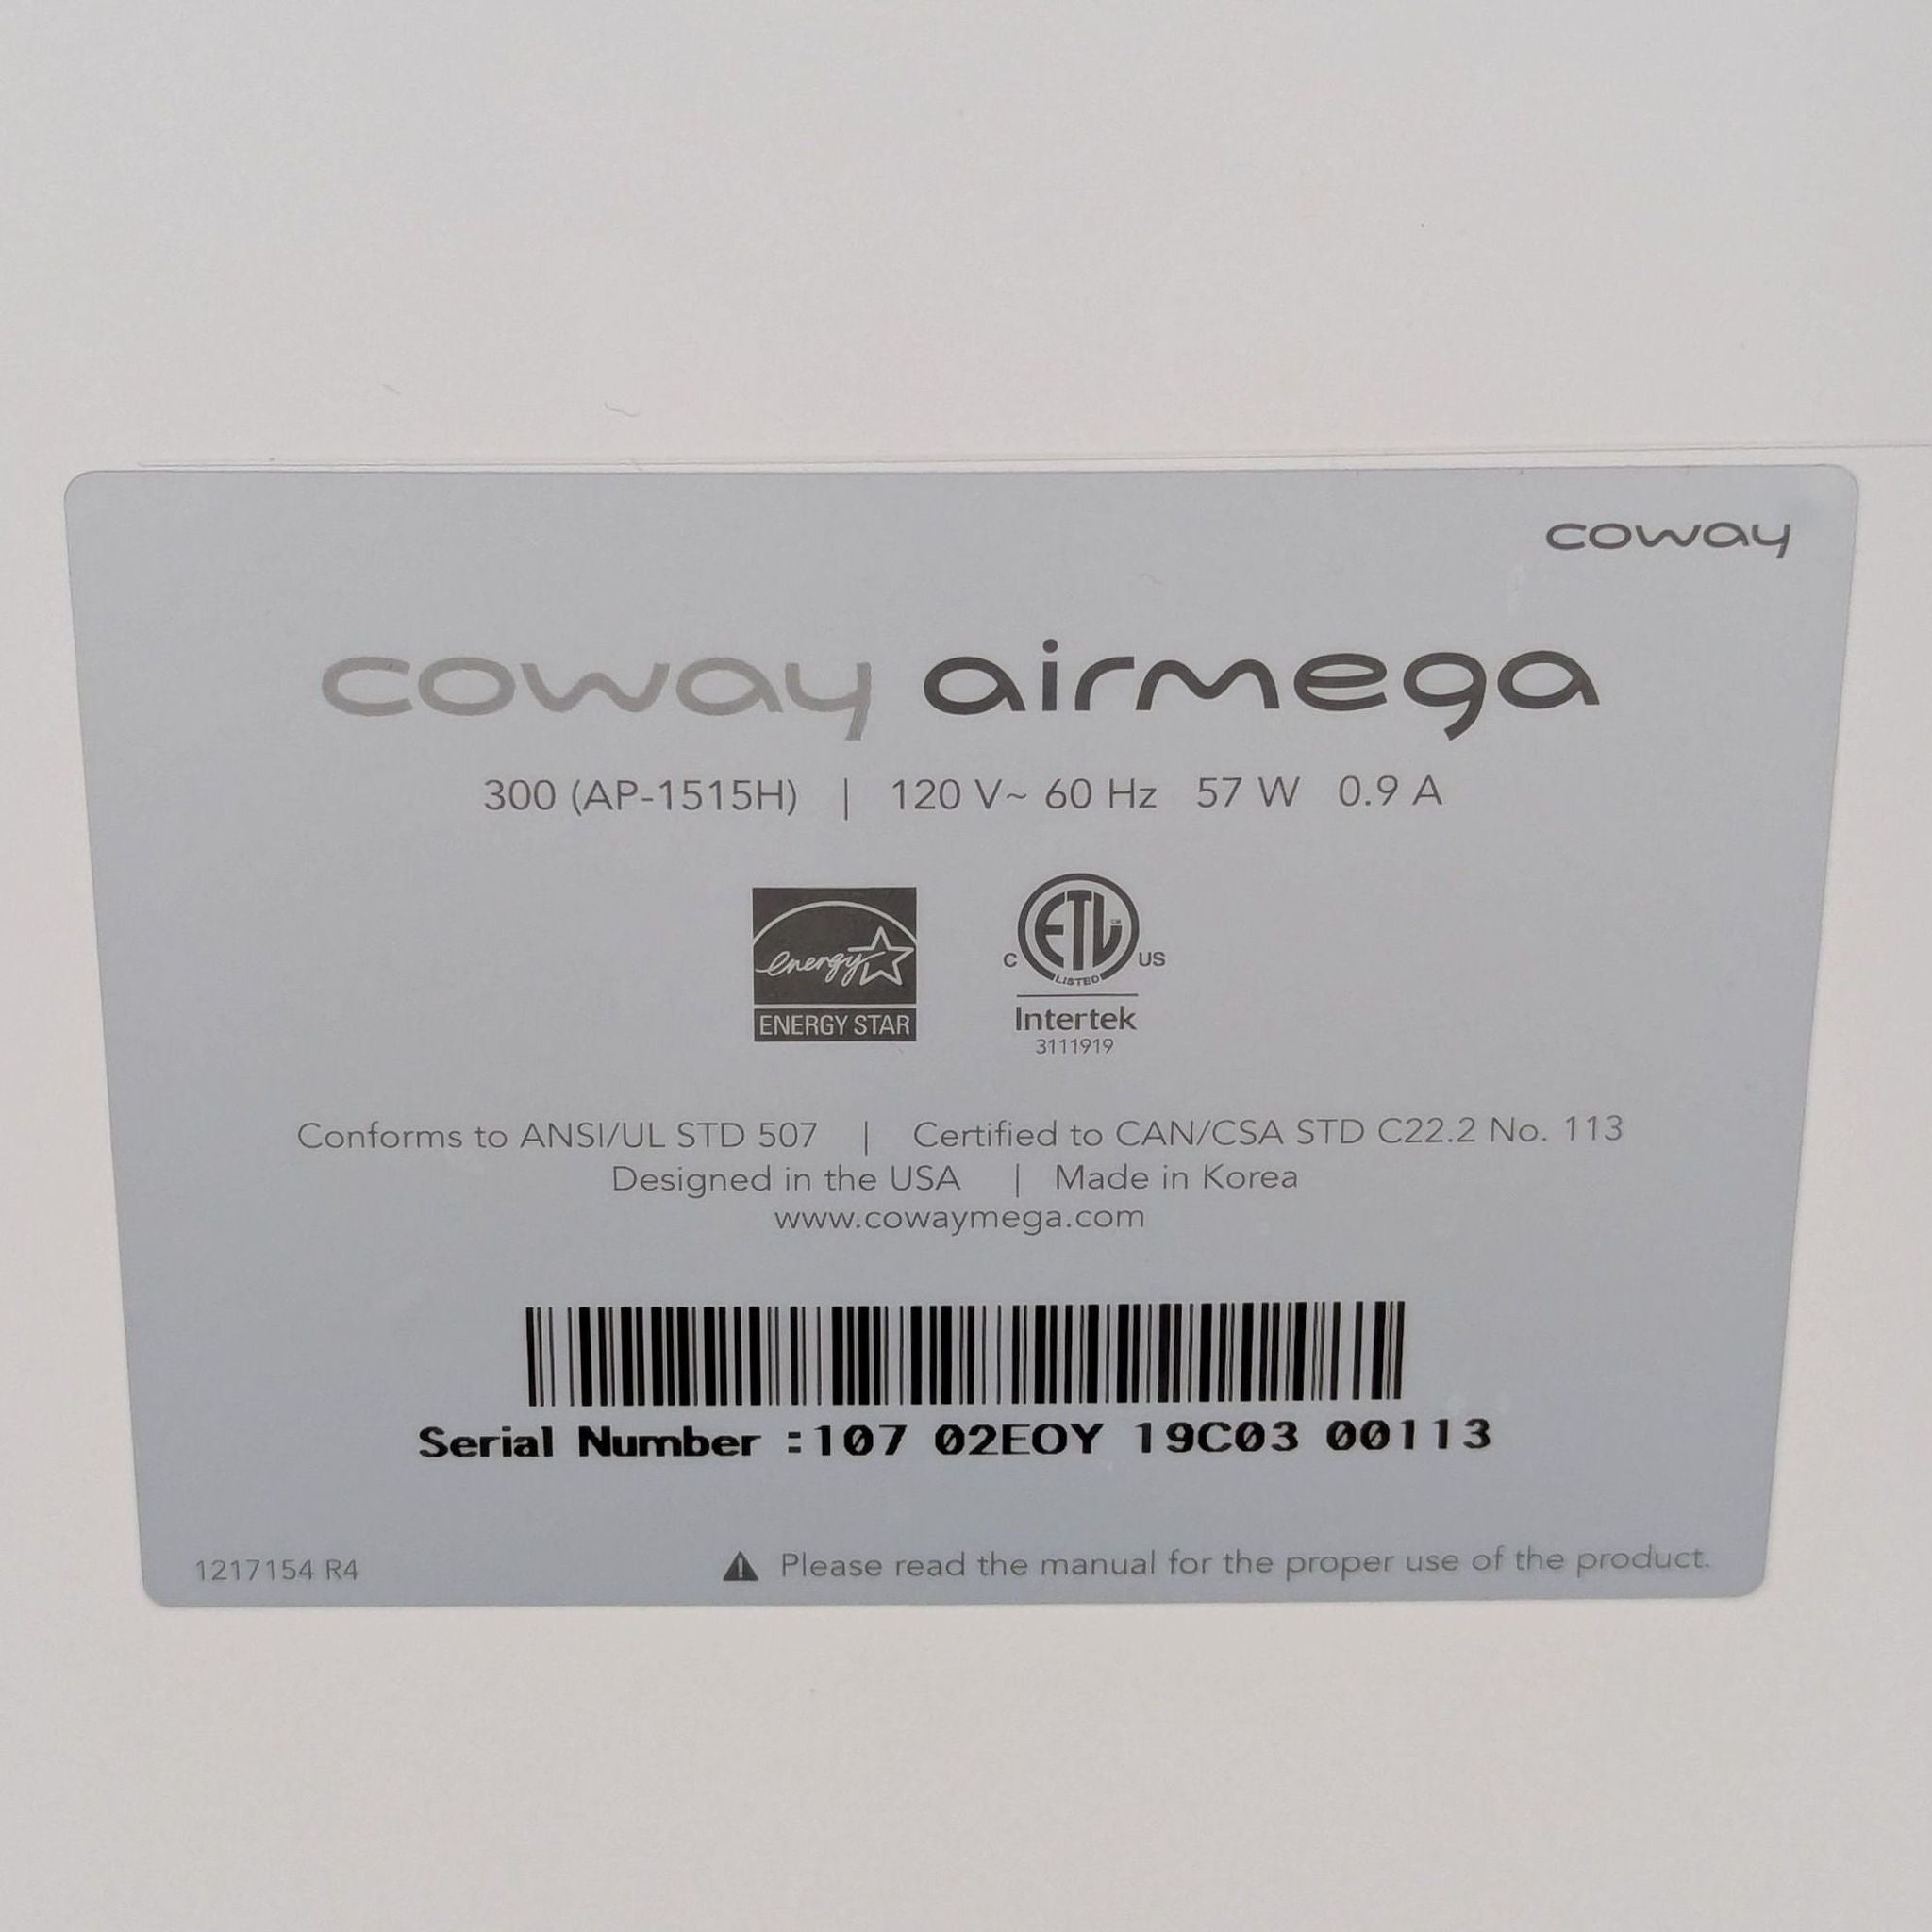 coway
coway airmega
300 (AP-1515H) | 120 V~ 60 Hz 57 W 0.9 A
energy
ENERGY STAR
C ETL US
LISTED
Intertek
3111919
Conforms to ANSI/UL STD 507 | Certified to CAN/CSA STD C22.2 No. 113
Designed in the USA | Made in Korea
www.cowaymega.com
Serial Number :107 02EOY 19C03 00113
1217154 R4
Please read the manual for the proper use of the product.